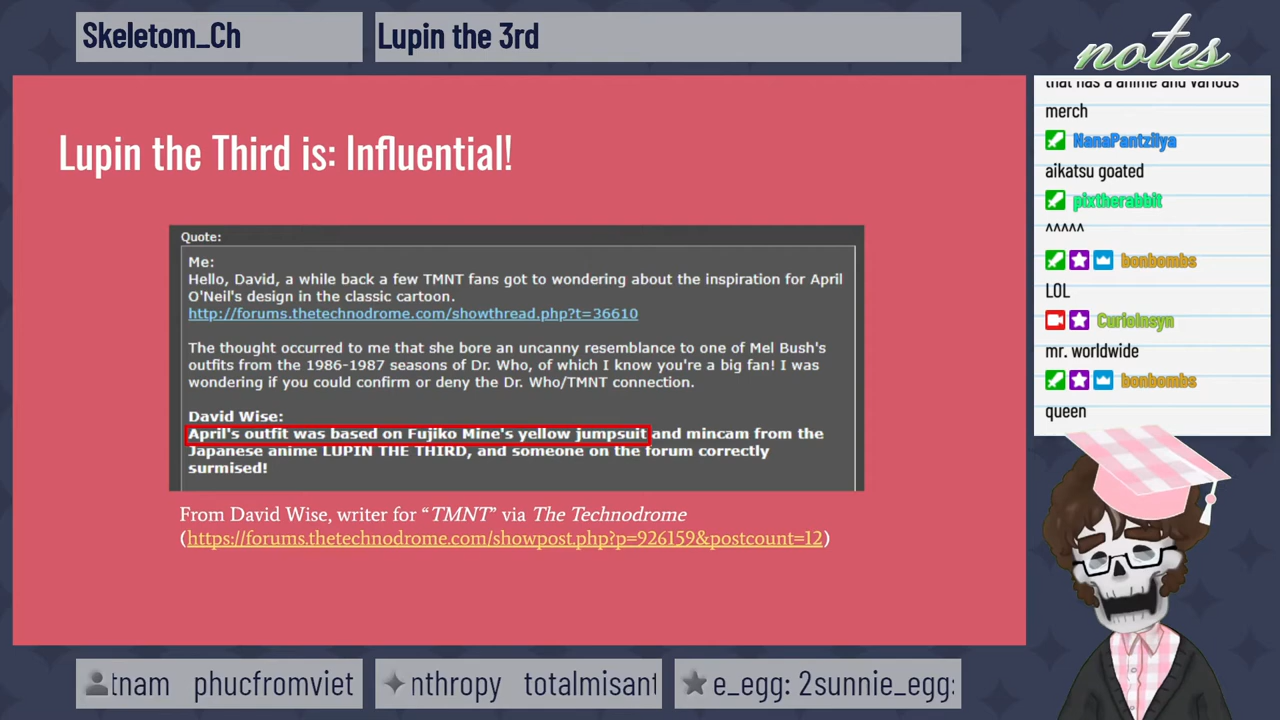 Skeletom_Ch
Lupin the 3rd
notes
Lupin the Third is: Influential!
Quote:
Me:
Hello, David, a while back a few TMNT fans got to wondering about the inspiration for April
O'Neil's design in the classic cartoon.
http://forums.thetechnodrome.com/showthread.php?t=36610
The thought occurred to me that she bore an uncanny resemblance to one of Mel Bush's
outfits from the 1986-1987 seasons of Dr. Who, of which I know you're a big fan! I was
wondering if you could confirm or deny the Dr. Who/TMNT connection.
David Wise:
April's outfit was based on Fujiko Mine's yellow jumpsuit and mincam from the
Japanese anime LUPIN THE THIRD, and someone on the forum correctly
surmised!
From David Wise, writer for “TMNT” via The Technodrome
(https://forums.thetechnodrome.com/showpost.php?p=926159&postcount=12)
that has a anime and various
merch
NanaPantzilya
aikatsu goated
pixtherabbit
^^^^^
bonbombs
LOL
CurioInsyn
mr. worldwide
bonbombs
queen
tnam phucfromviet
nthropy totalmisant
e_egg: 2sunnie_egg: